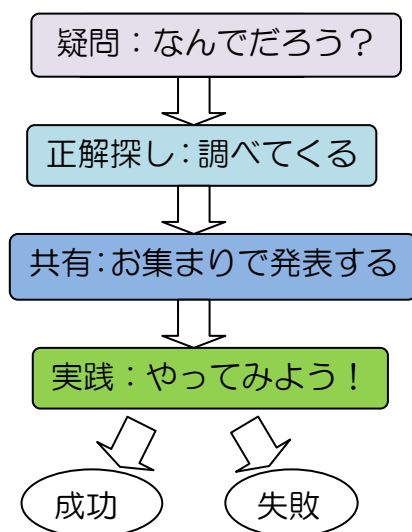 疑問：なんでだろう？
正解探し：調べてくる
共有：お集まりで発表する
実践：やってみよう！
成功
失敗